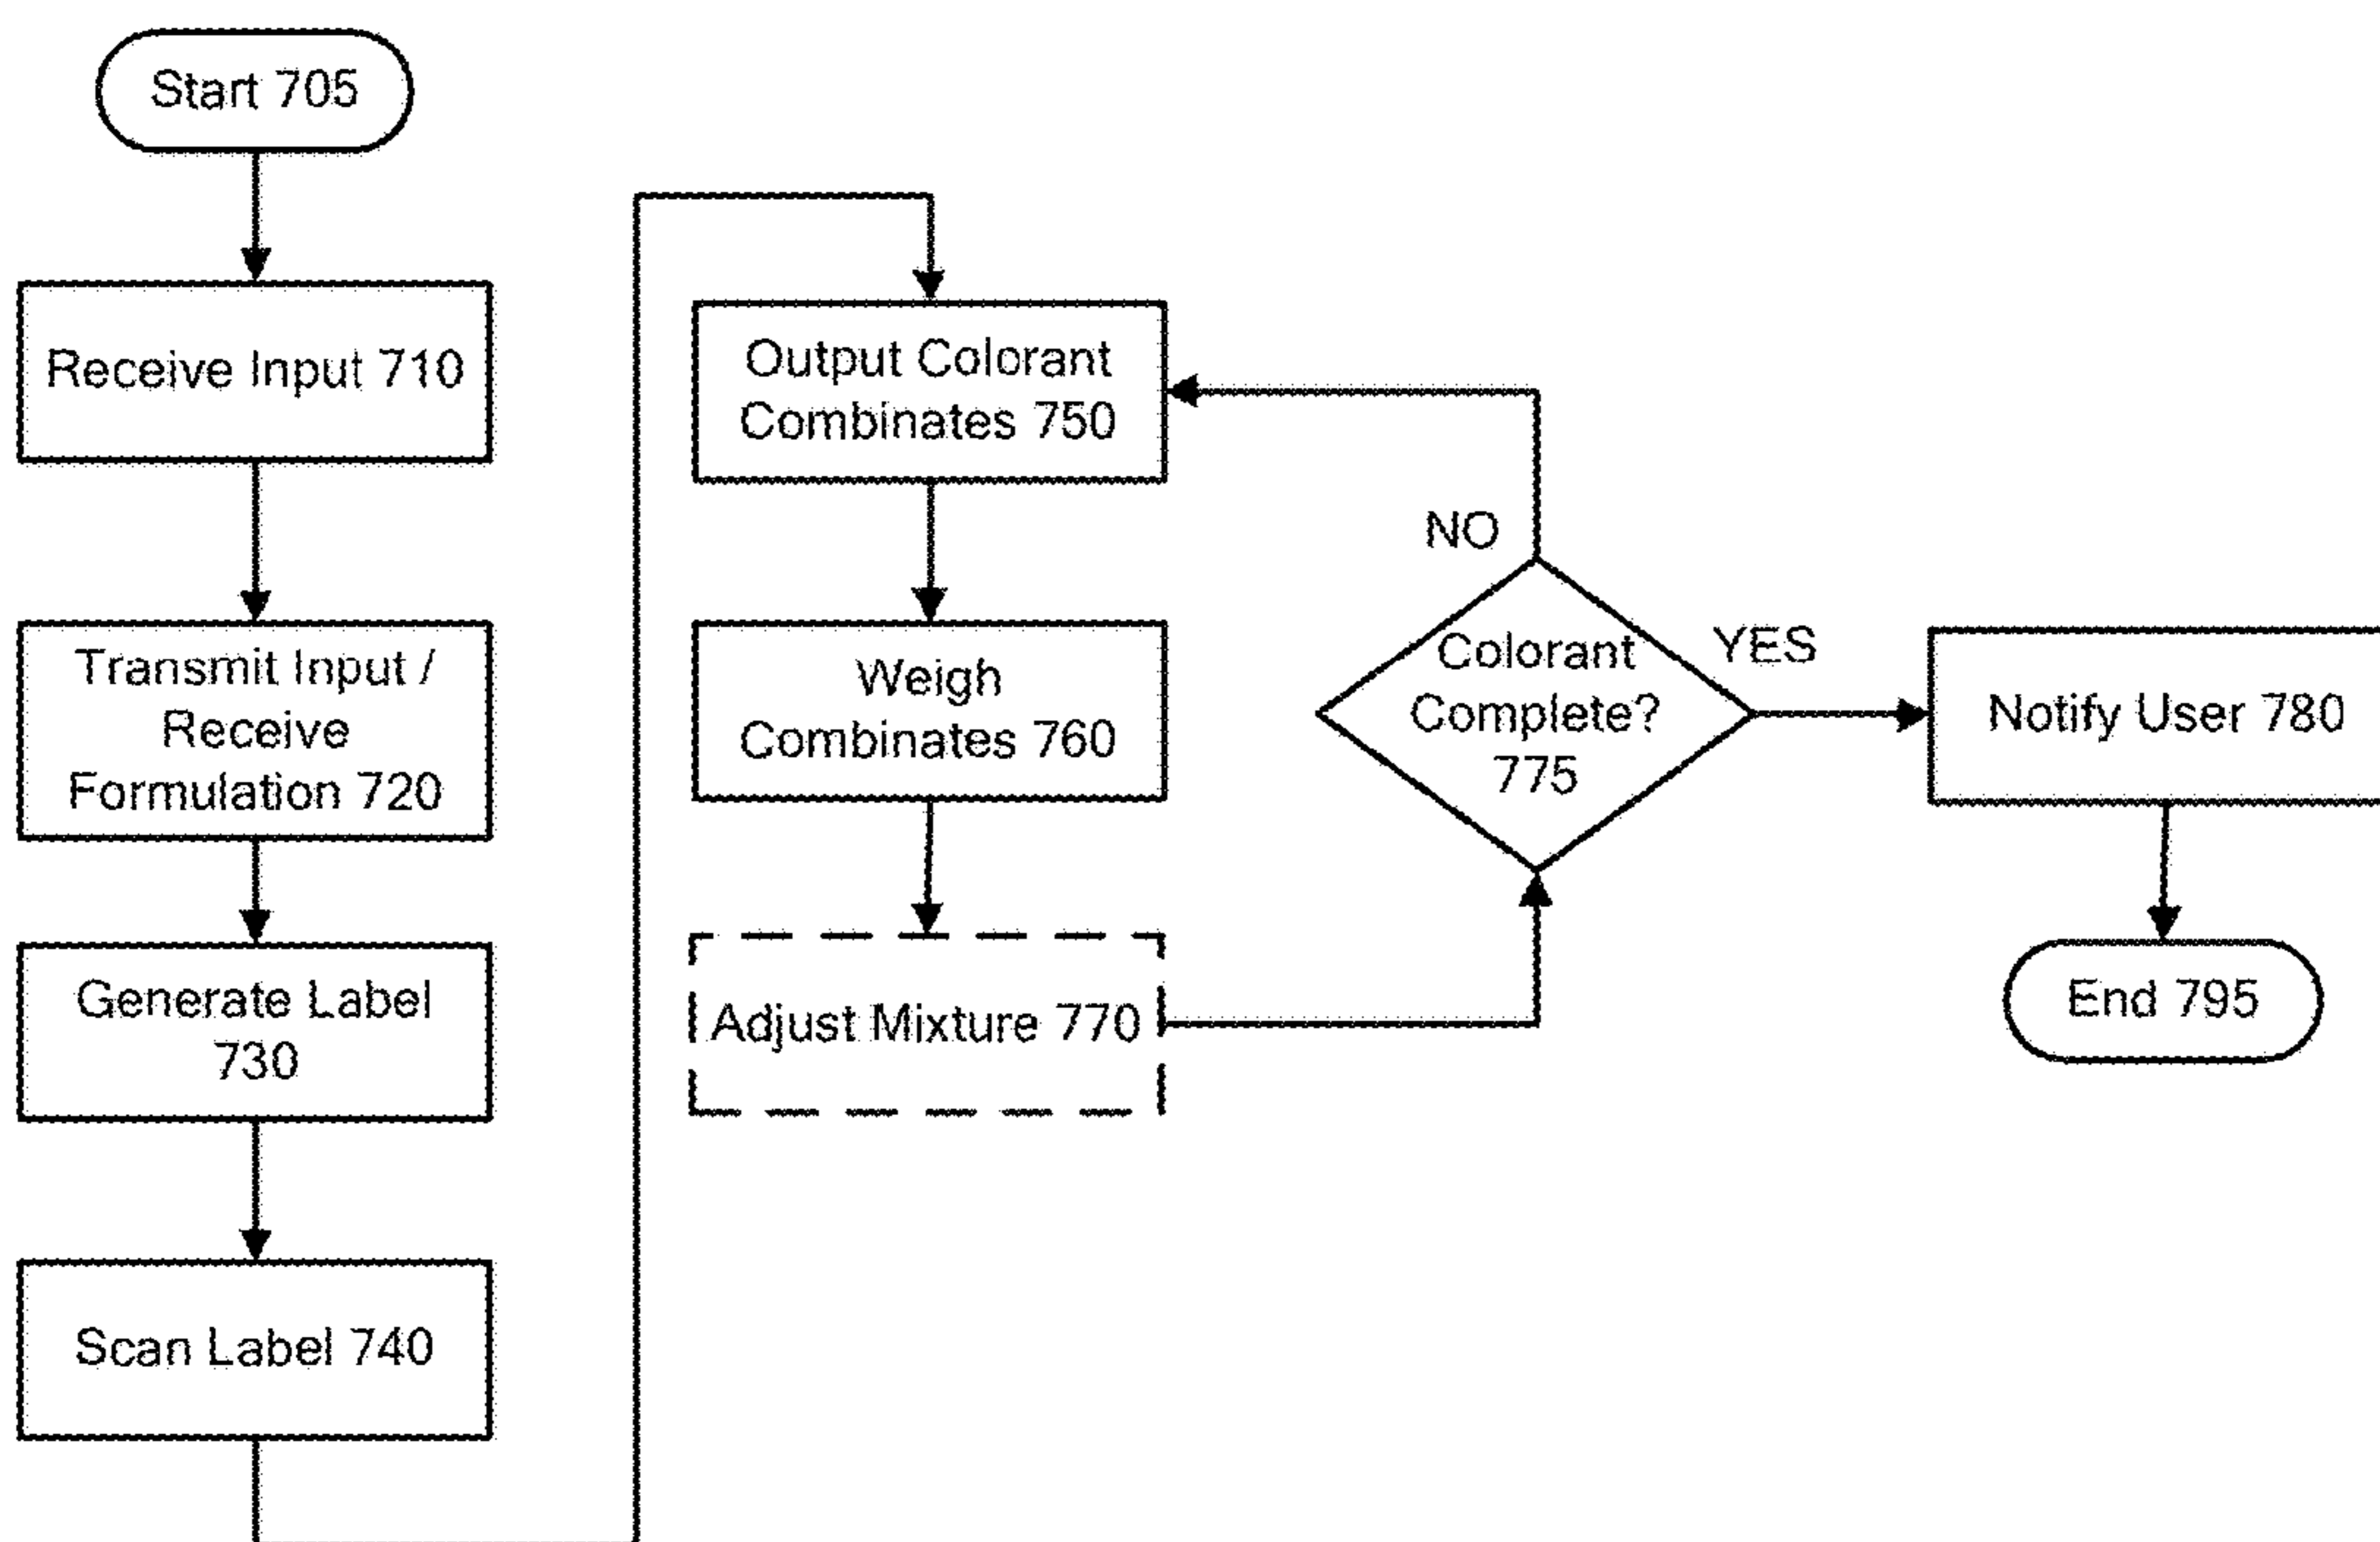 Start 705
Receive Input 710
Transmit Input /
Receive
Formulation 720
Generate Label
730
Scan Label 740
Output Colorant
Combinates 750
Weigh
Combinates 760
Adjust Mixture 770
NO
Colorant
Complete?
775
YES
Notify User 780
End 795